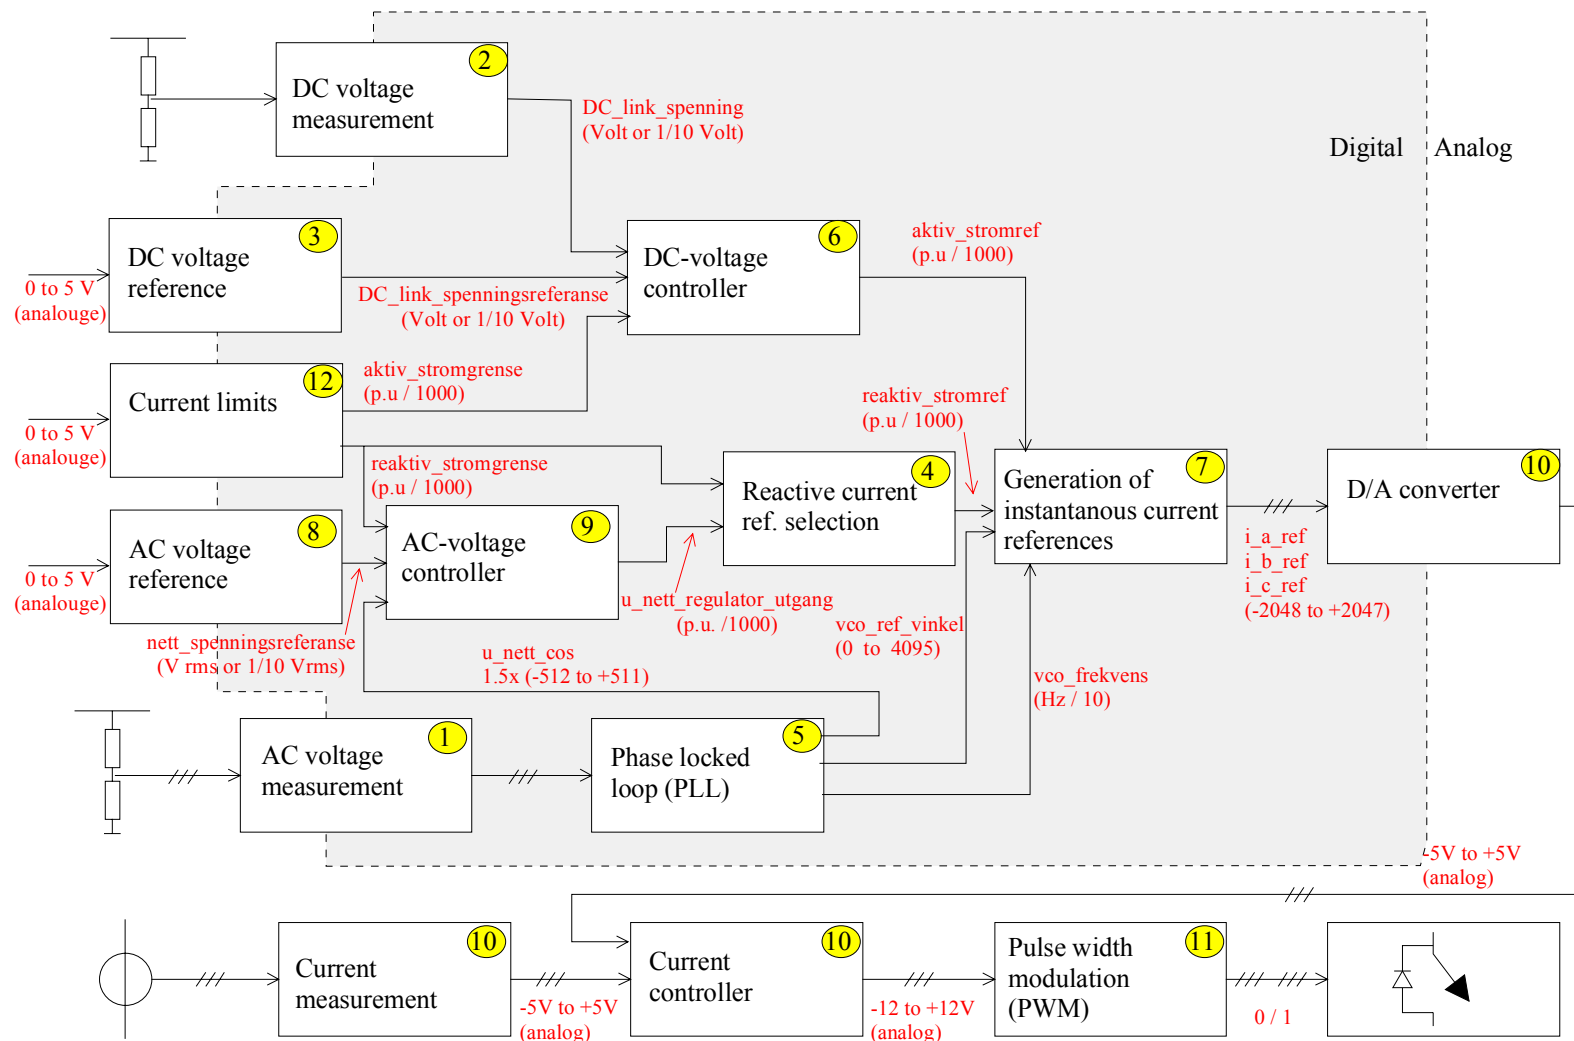 2
DC voltage
measurement
DC_link_spenning
(Volt or 1/10 Volt)
Digital
Analog
3
DC voltage
reference
0 to 5 V
(analouge)
DC_link_spenningsreferanse
(Volt or 1/10 Volt)
6
DC-voltage
controller
aktiv_stromref
(p.u / 1000)
12
Current limits
0 to 5 V
(analouge)
aktiv_stromgrense
(p.u / 1000)
reaktiv_stromgrense
(p.u / 1000)
4
Reactive current
ref. selection
reaktiv_stromref
(p.u / 1000)
7
Generation of
instantanous current
references
10
D/A converter
i_a_ref
i_b_ref
i_c_ref
(-2048 to +2047)
8
AC voltage
reference
0 to 5 V
(analouge)
nett_spenningsreferanse
(V rms or 1/10 Vrms)
9
AC-voltage
controller
u_nett_regulator_utgang
(p.u. /1000)
u_nett_cos
1.5x (-512 to +511)
vco_ref_vinkel
(0 to 4095)
vco_frekvens
(Hz / 10)
1
AC voltage
measurement
5
Phase locked
loop (PLL)
-5V to +5V
(analog)
10
Current
measurement
-5V to +5V
(analog)
10
Current
controller
-12 to +12V
(analog)
11
Pulse width
modulation
(PWM)
0 / 1